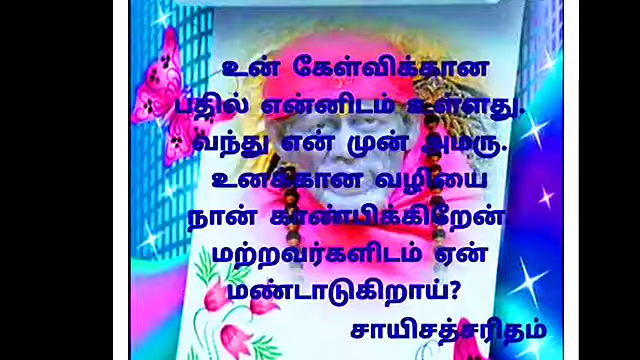 உன் கேள்விக்கான
பதில் என்னிடம் உள்ளது.
வந்து என் முன் அமரு.
உனக்கான வழியை
நான் காண்பிக்கிறேன்.
மற்றவர்களிடம் ஏன்
மண்டாடுகிறாய்?
சாயிசத்சரிதம்